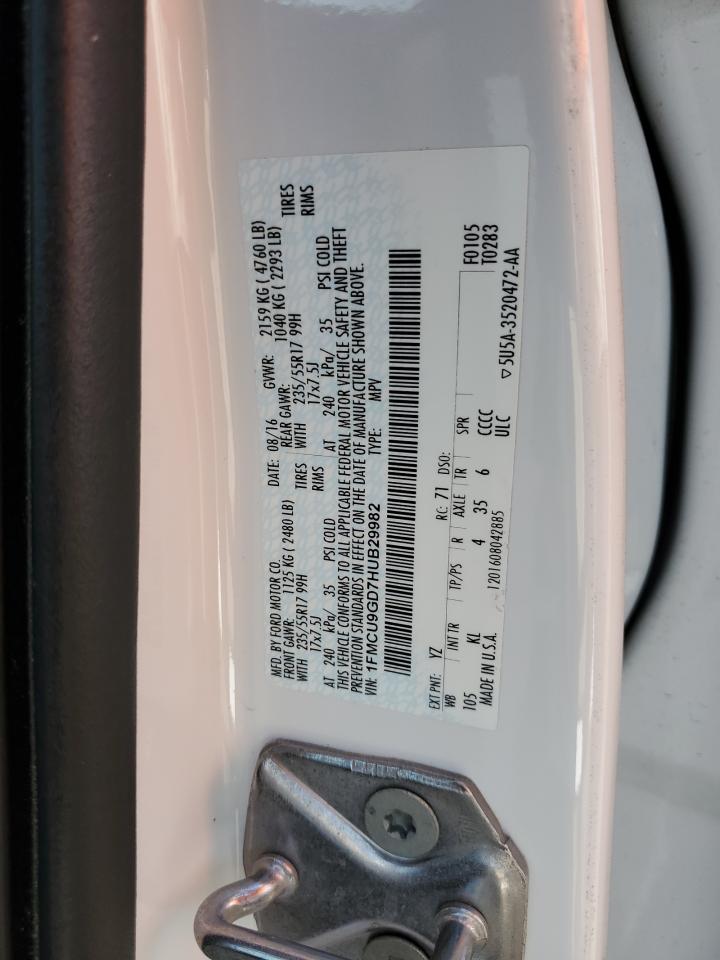 MFD. BY FORD MOTOR CO.
DATE: 08/16 GVWR: 2159 KG ( 4760 LB)
FRONT GAWR: 1125 KG ( 2480 LB) REAR GAWR: 1040 KG ( 2293 LB)
WITH 235/55R17 99H TIRES WITH 235/55R17 99H TIRES
17x7.5J RIMS 17x7.5J RIMS
AT 240 kPa/ 35 PSI COLD AT 240 kPa/ 35 PSI COLD
THIS VEHICLE CONFORMS TO ALL APPLICABLE FEDERAL MOTOR VEHICLE SAFETY AND THEFT
PREVENTION STANDARDS IN EFFECT ON THE DATE OF MANUFACTURE SHOWN ABOVE.
VIN: 1FMCU9GD7HUB29982 TYPE: MPV
EXT PNT: YZ RC: 71 DSO: F0105
WB INT TR TP/PS R AXLE TR SPR T0283
105 KL 4 35 6 CCCC
MADE IN U.S.A. ULC
1201608042885 ▽5U5A-3520472-AA